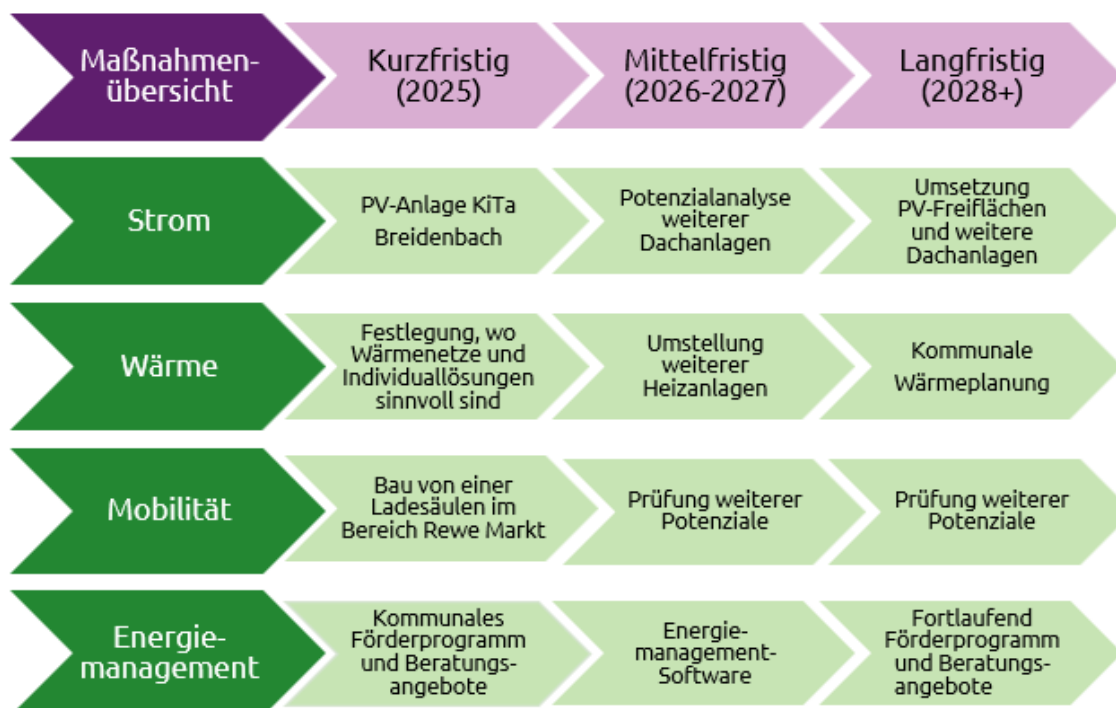 Maßnahmen-
übersicht
Kurzfristig
(2025)
Mittelfristig
(2026-2027)
Langfristig
(2028+)
Strom
PV-Anlage KiTa
Breidenbach
Potenzialanalyse
weiterer
Dachanlagen
Umsetzung
PV-Freiflächen
und weitere
Dachanlagen
Wärme
Festlegung, wo
Wärmenetze und
Individuallösungen
sinnvoll sind
Umstellung
weiterer
Heizanlagen
Kommunale
Wärmeplanung
Mobilität
Bau von einer
Ladesäulen im
Bereich Rewe Markt
Prüfung weiterer
Potenziale
Prüfung weiterer
Potenziale
Energie-
management
Kommunales
Förderprogramm
und Beratungs-
angebote
Energie-
management-
Software
Fortlaufend
Förderprogramm
und Beratungs-
angebote